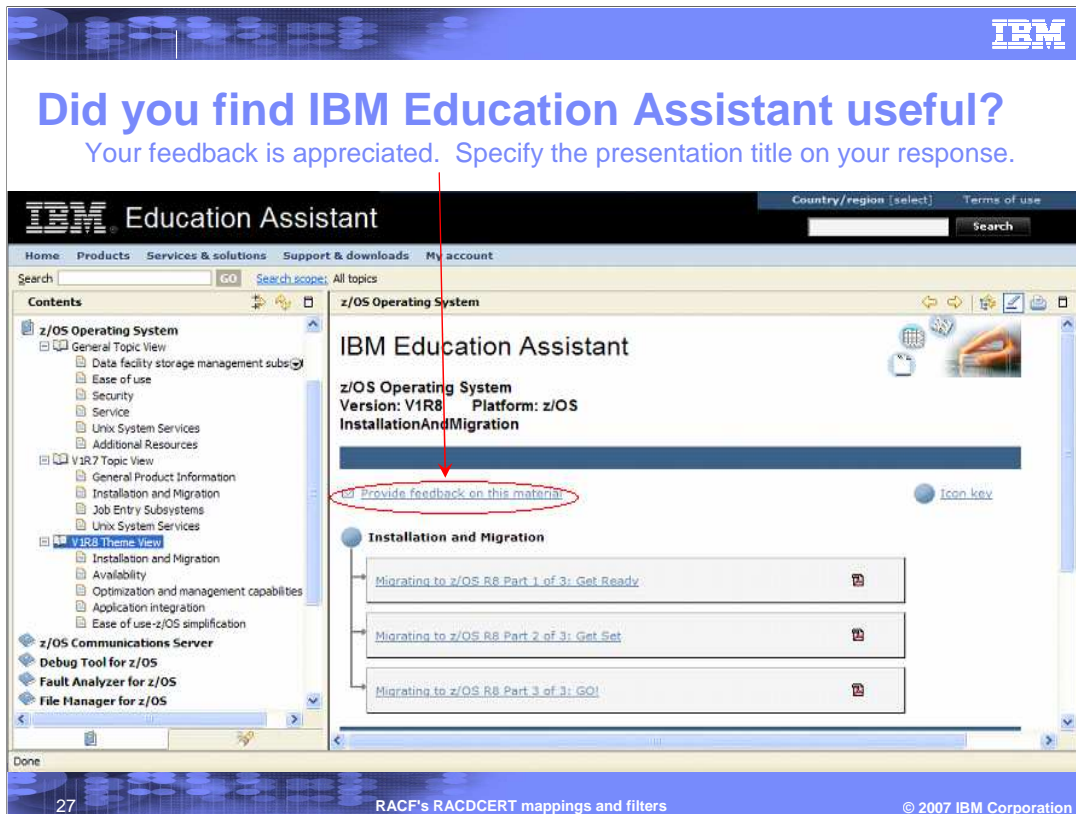 IBM
Did you find IBM Education Assistant useful?
Your feedback is appreciated. Specify the presentation title on your response.
IBM® Education Assistant
Country/region [select] Terms of use
Search
Home Products Services & solutions Support & downloads My account
Search GO Search scope: All topics
Contents
z/OS Operating System
General Topic View
Data facility storage management subs
Ease of use
Security
Service
Unix System Services
Additional Resources
V1R7 Topic View
General Product Information
Installation and Migration
Job Entry Subsystems
Unix System Services
V1R8 Theme View
Installation and Migration
Availability
Optimization and management capabilities
Application integration
Ease of use-z/OS simplification
z/OS Communications Server
Debug Tool for z/OS
Fault Analyzer for z/OS
File Manager for z/OS
z/OS Operating System
IBM Education Assistant
z/OS Operating System
Version: V1R8 Platform: z/OS
InstallationAndMigration
Provide feedback on this material
Icon key
Installation and Migration
Migrating to z/OS R8 Part 1 of 3: Get Ready
Migrating to z/OS R8 Part 2 of 3: Get Set
Migrating to z/OS R8 Part 3 of 3: GO!
Done
27
RACF's RACDCERT mappings and filters
© 2007 IBM Corporation